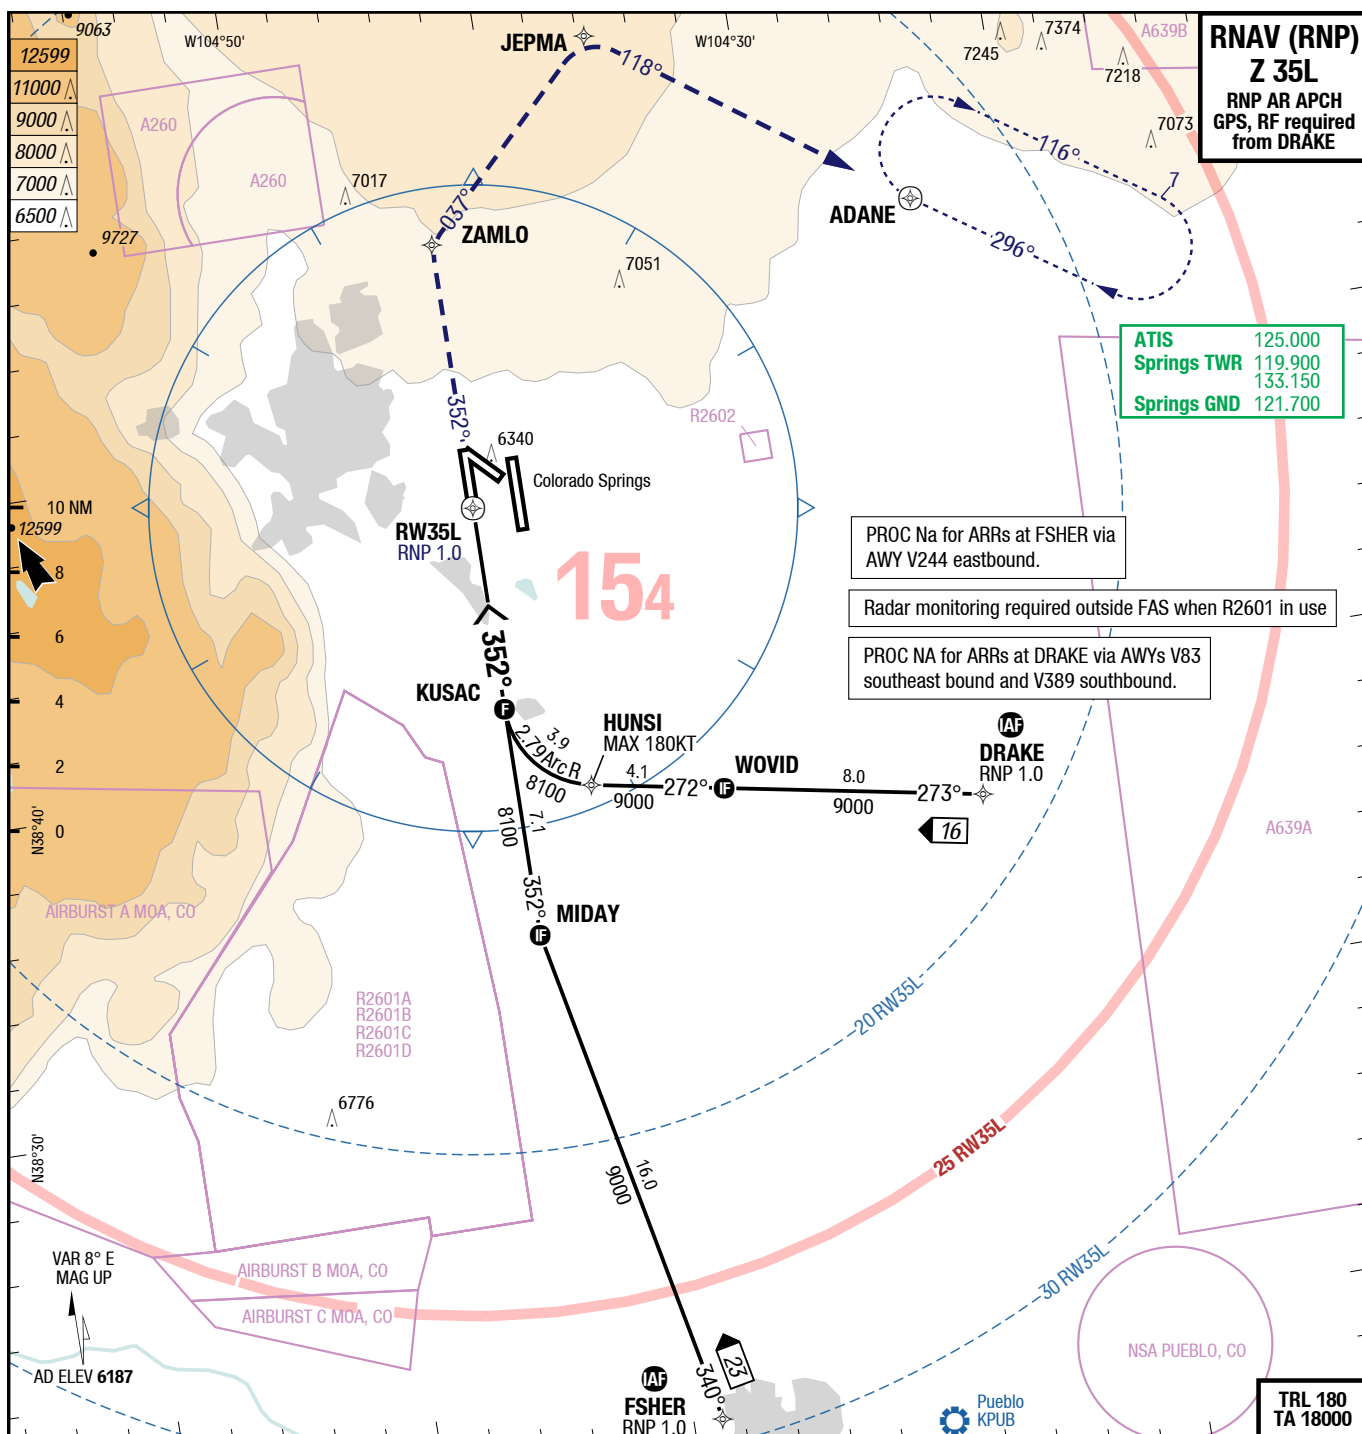 9063
12599
11000
9000
8000
7000
6500
W104°50'
JEPMA
W104°30'
7245
7374
7218
7073
A639B
RNAV (RNP)
Z 35L
RNP AR APCH
GPS, RF required
from DRAKE
118°
A260
A260
7017
037°
ZAMLO
9727
7051
116°
7
ADANE
296°
ATIS 125.000
Springs TWR 119.900
133.150
Springs GND 121.700
352°
R2602
6340
Colorado Springs
10 NM
12599
8
6
4
2
0
RW35L
RNP 1.0
154
PROC Na for ARRs at FSHER via
AWY V244 eastbound.
Radar monitoring required outside FAS when R2601 in use
PROC NA for ARRs at DRAKE via AWYs V83
southeast bound and V389 southbound.
352°
KUSAC
F
HUNSI
MAX 180KT
3.9
2.79Arc R
8100
4.1
9000
272°
WOVID
IF
8.0
9000
273°
IAF
DRAKE
RNP 1.0
16
7.1
8100
N38°40'
A639A
AIRBURST A MOA, CO
352°
MIDAY
IF
R2601A
R2601B
R2601C
R2601D
20 RW35L
6776
25 RW35L
N38°30'
16.0
9000
30 RW35L
VAR 8° E
MAG UP
AIRBURST B MOA, CO
AIRBURST C MOA, CO
AD ELEV 6187
23
340°
IAF
FSHER
RNP 1.0
NSA PUEBLO, CO
Pueblo
KPUB
TRL 180
TA 18000